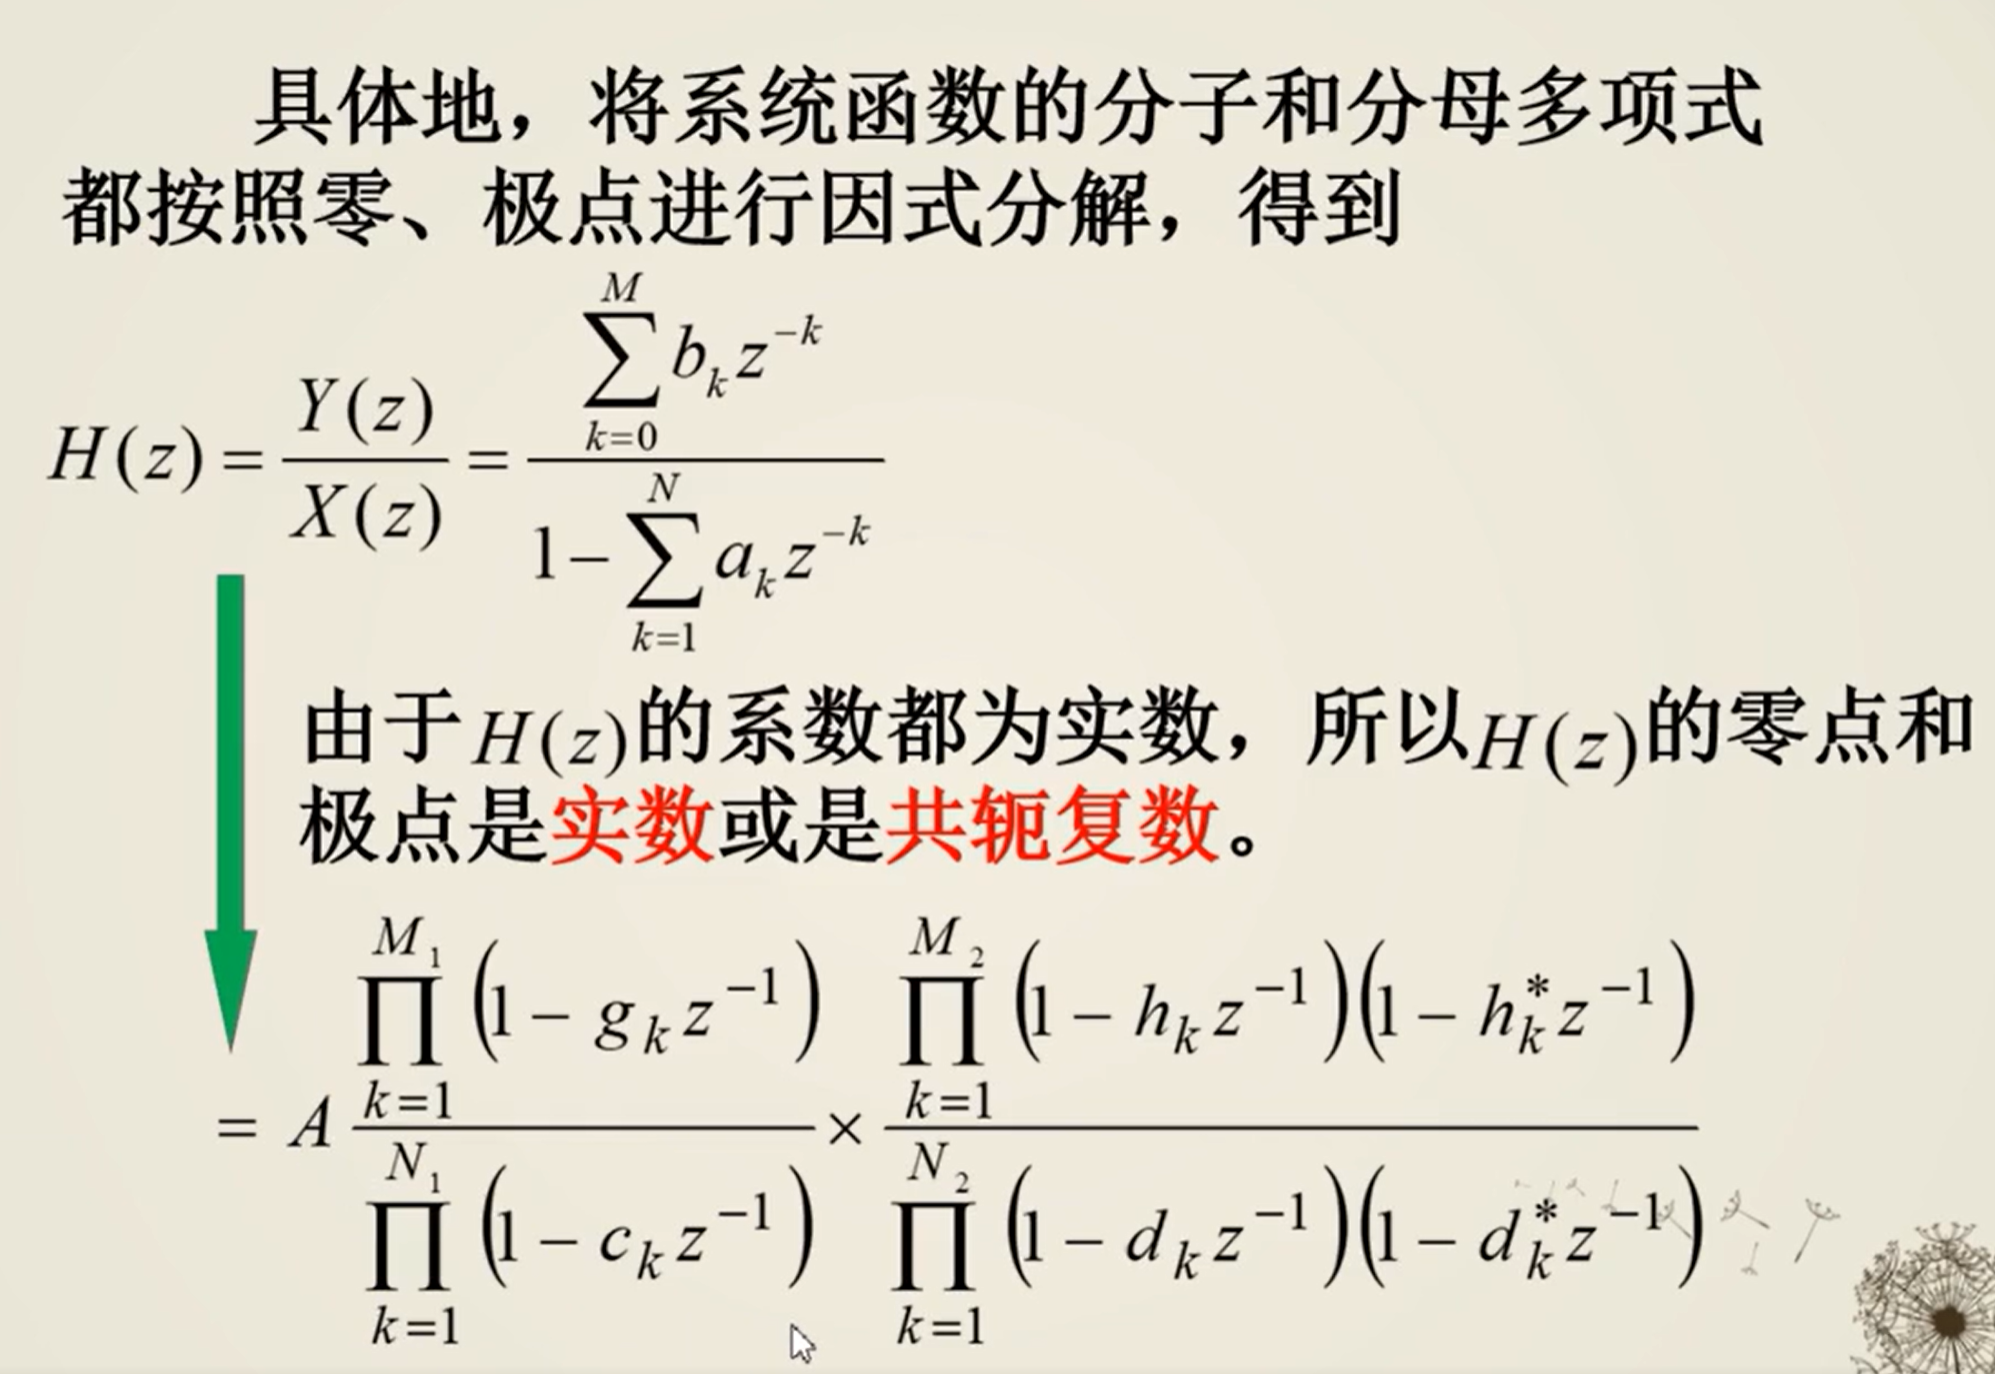 具体地，将系统函数的分子和分母多项式
都按照零、极点进行因式分解，得到
H(z) = \frac{Y(z)}{X(z)} = \frac{\sum_{k=0}^{M} b_k z^{-k}}{1 - \sum_{k=1}^{N} a_k z^{-k}}
由于H(z)的系数都为实数，所以H(z)的零点和
极点是实数或是共轭复数。
= A \frac{\prod_{k=1}^{M_1} (1 - g_k z^{-1})}{\prod_{k=1}^{N_1} (1 - c_k z^{-1})} × \frac{\prod_{k=1}^{M_2} (1 - h_k z^{-1})(1 - h_k^* z^{-1})}{\prod_{k=1}^{N_2} (1 - d_k z^{-1})(1 - d_k^* z^{-1})}